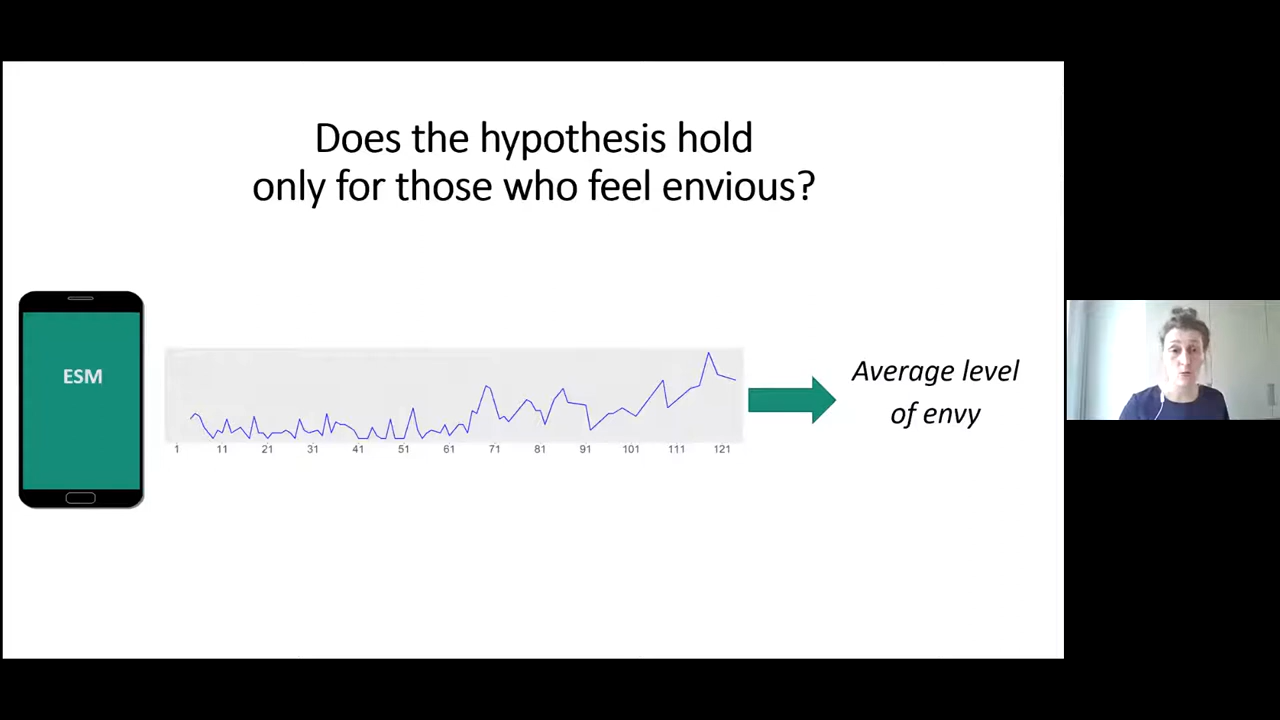 Does the hypothesis hold
only for those who feel envious?
ESM
Average level
of envy
1 11 21 31 41 51 61 71 81 91 101 111 121